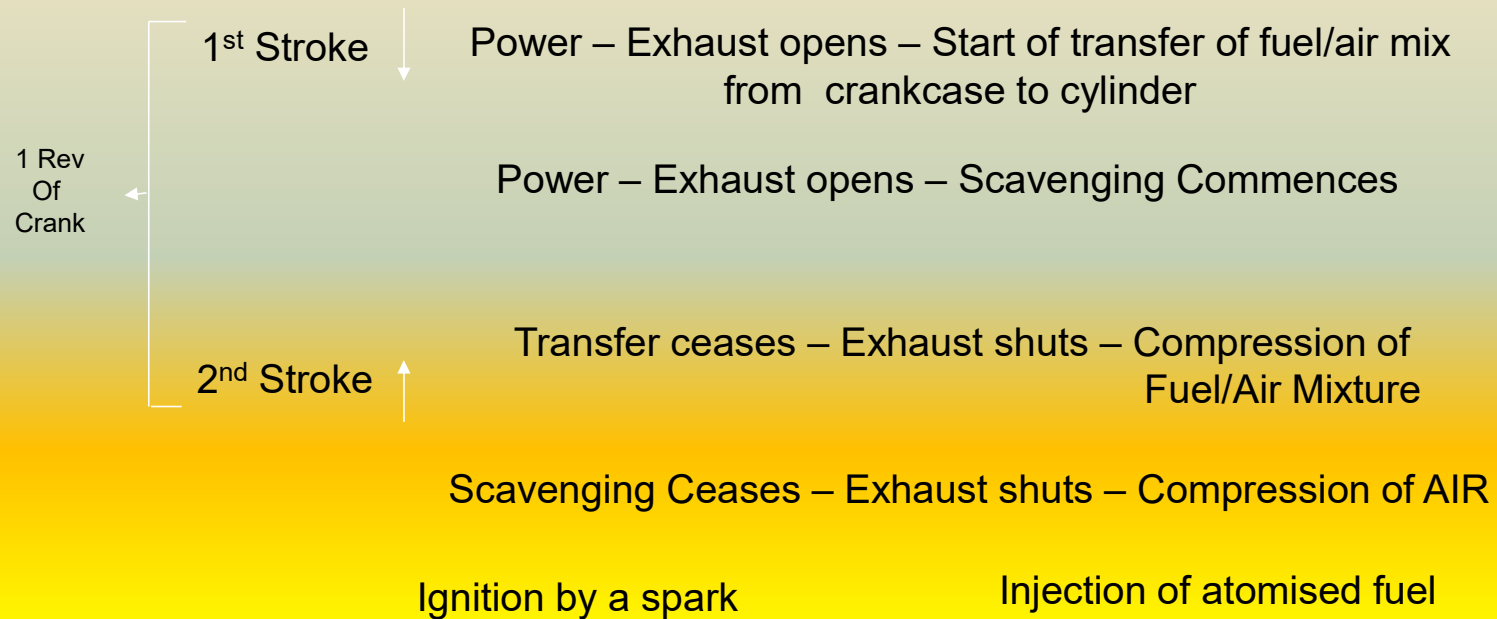 1st Stroke
Power – Exhaust opens – Start of transfer of fuel/air mix
from crankcase to cylinder
1 Rev
Of
Crank
Power – Exhaust opens – Scavenging Commences
Transfer ceases – Exhaust shuts – Compression of
Fuel/Air Mixture
2nd Stroke
Scavenging Ceases – Exhaust shuts – Compression of AIR
Ignition by a spark
Injection of atomised fuel